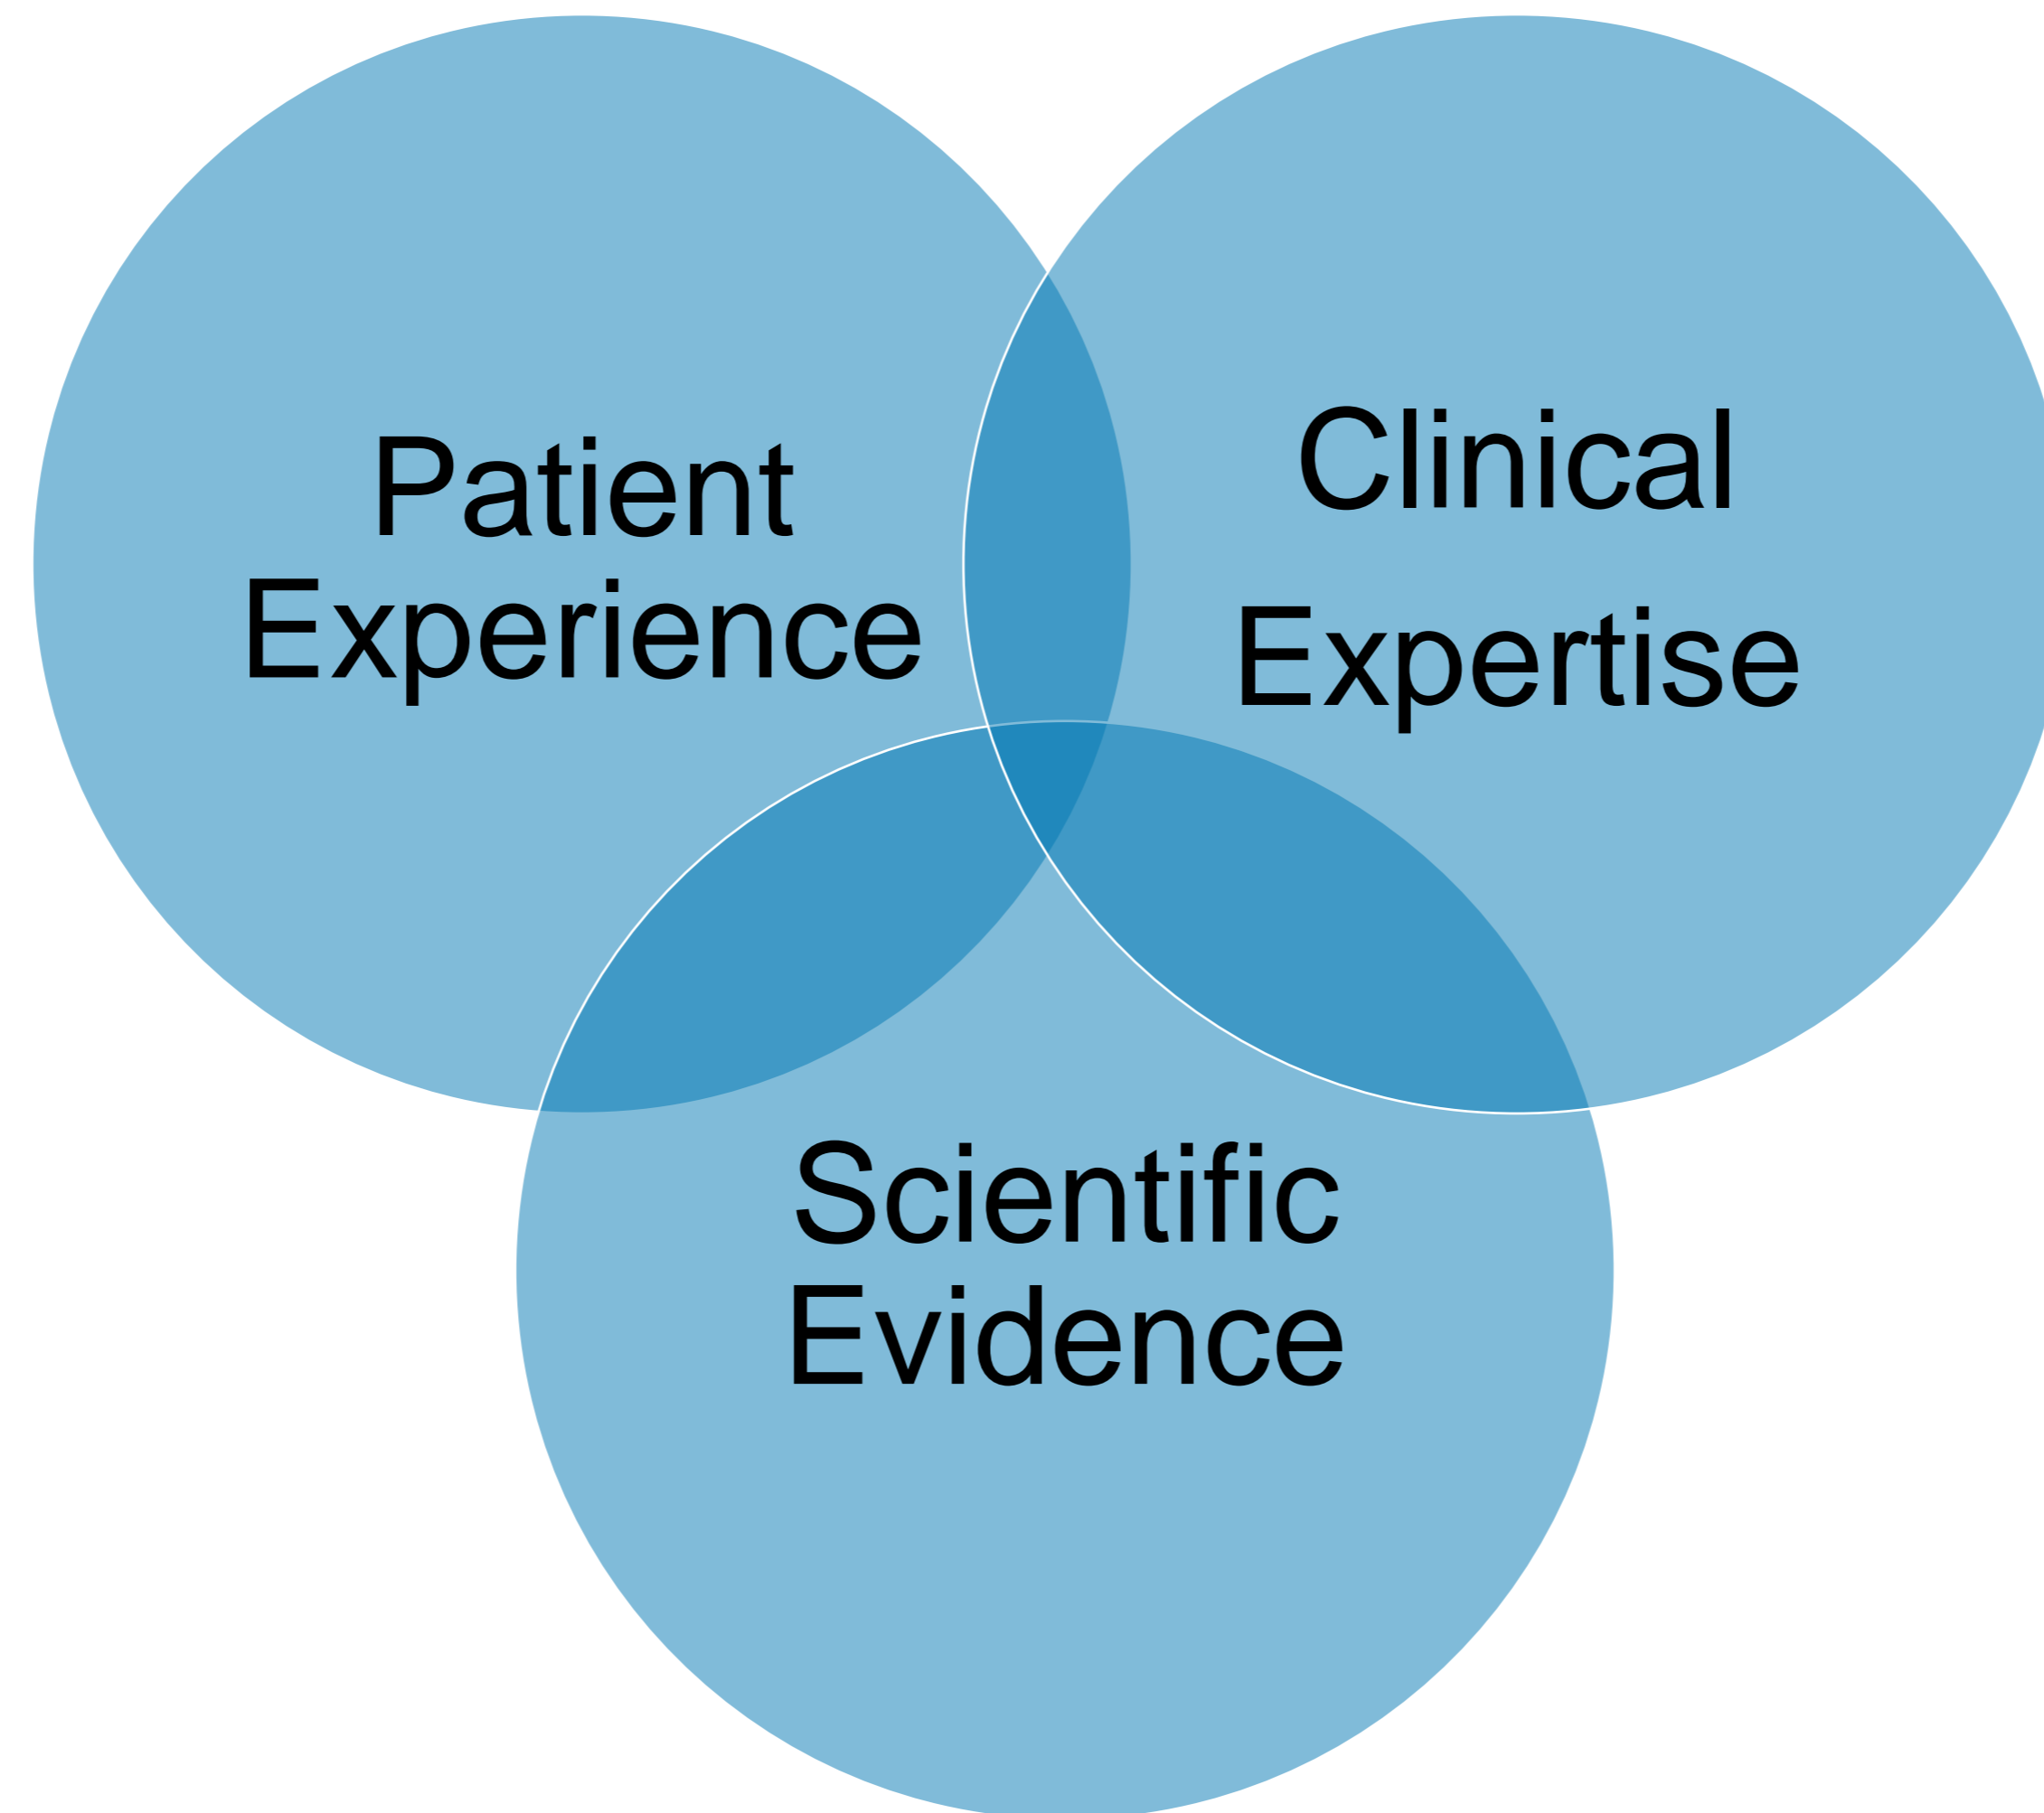 Patient
Experience
Clinical
Expertise
Scientific
Evidence